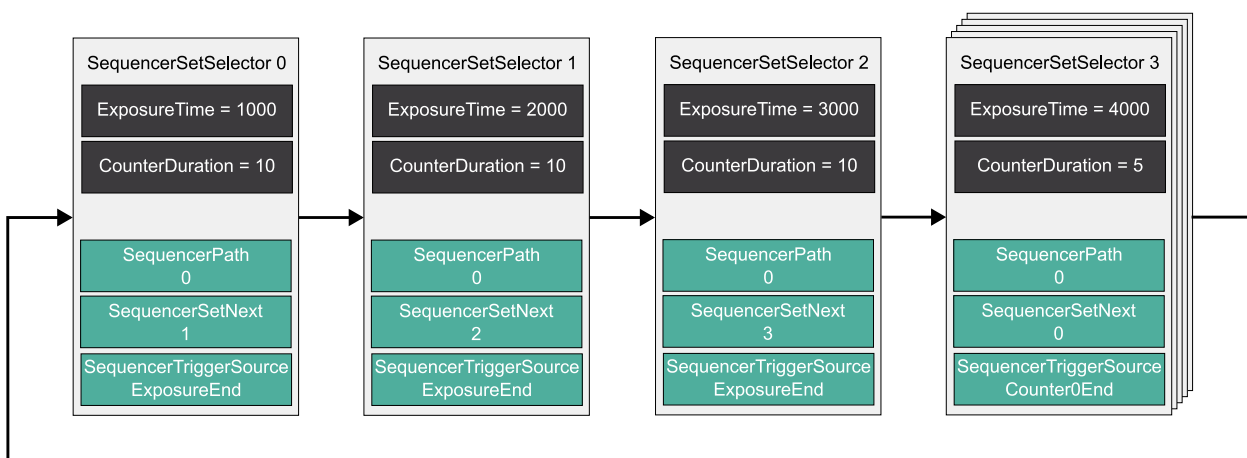 SequencerSetSelector 0
ExposureTime = 1000
CounterDuration = 10
SequencerPath
0
SequencerSetNext
1
SequencerTriggerSource
ExposureEnd
SequencerSetSelector 1
ExposureTime = 2000
CounterDuration = 10
SequencerPath
0
SequencerSetNext
2
SequencerTriggerSource
ExposureEnd
SequencerSetSelector 2
ExposureTime = 3000
CounterDuration = 10
SequencerPath
0
SequencerSetNext
3
SequencerTriggerSource
ExposureEnd
SequencerSetSelector 3
ExposureTime = 4000
CounterDuration = 5
SequencerPath
0
SequencerSetNext
0
SequencerTriggerSource
Counter0End